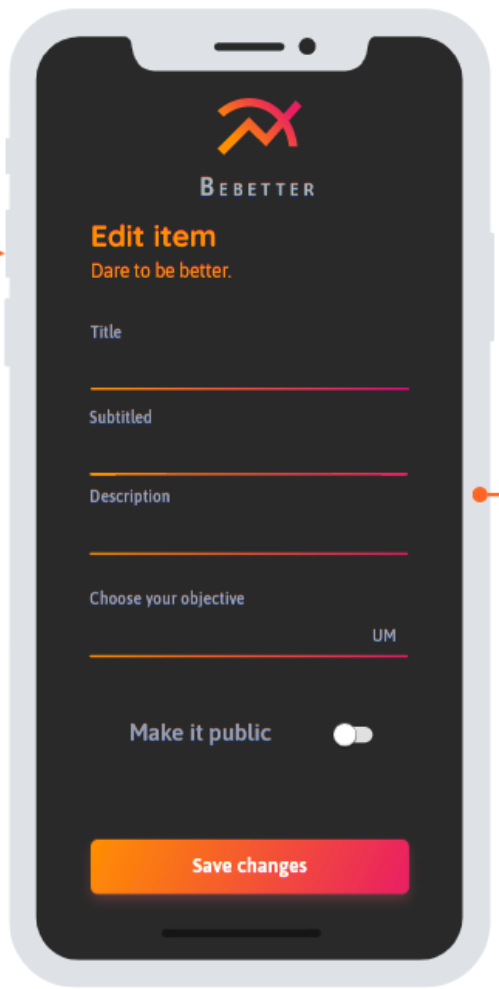 BEBETTER
Edit item
Dare to be better.
Title
Subtitled
Description
Choose your objective
UM
Make it public
Save changes